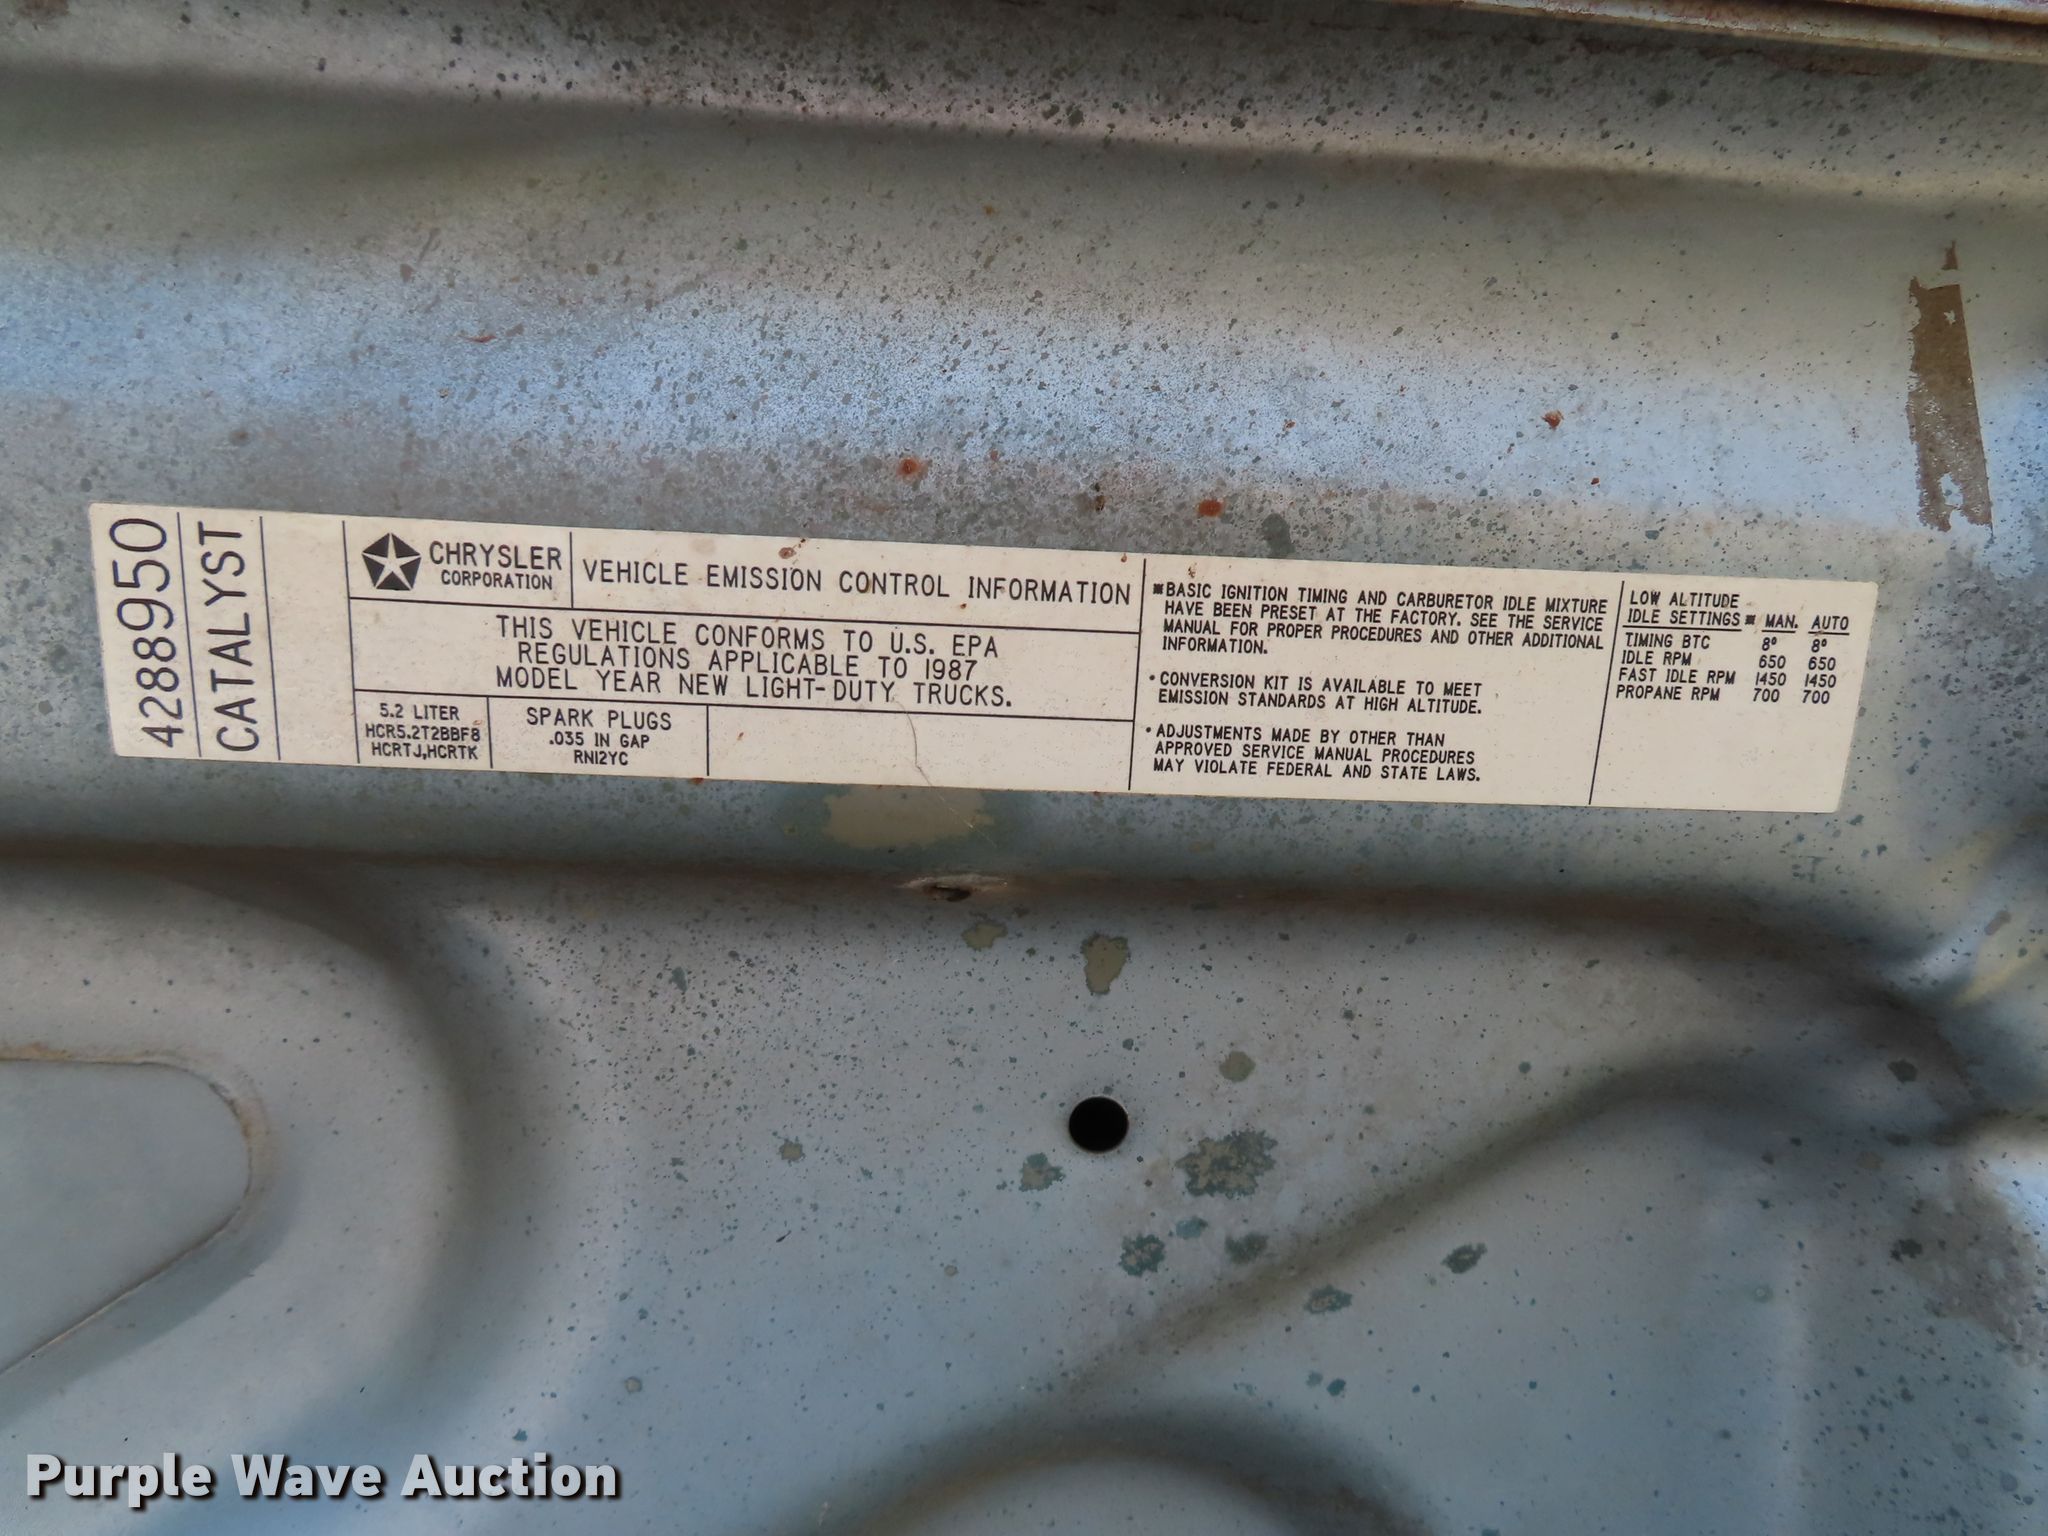 4288950
CATALYST
CHRYSLER
CORPORATION
VEHICLE EMISSION CONTROL INFORMATION
THIS VEHICLE CONFORMS TO U.S. EPA
REGULATIONS APPLICABLE TO 1987
MODEL YEAR NEW LIGHT-DUTY TRUCKS.
5.2 LITER
HCR5.2T2BBF8
HCRTJ,HCRTK
SPARK PLUGS
.035 IN GAP
RN12YC
*BASIC IGNITION TIMING AND CARBURETOR IDLE MIXTURE
HAVE BEEN PRESET AT THE FACTORY. SEE THE SERVICE
MANUAL FOR PROPER PROCEDURES AND OTHER ADDITIONAL
INFORMATION.
• CONVERSION KIT IS AVAILABLE TO MEET
EMISSION STANDARDS AT HIGH ALTITUDE.
• ADJUSTMENTS MADE BY OTHER THAN
APPROVED SERVICE MANUAL PROCEDURES
MAY VIOLATE FEDERAL AND STATE LAWS.
LOW ALTITUDE
IDLE SETTINGS * MAN. AUTO
TIMING BTC 8° 8°
IDLE RPM 650 650
FAST IDLE RPM 1450 1450
PROPANE RPM 700 700
Purple Wave Auction